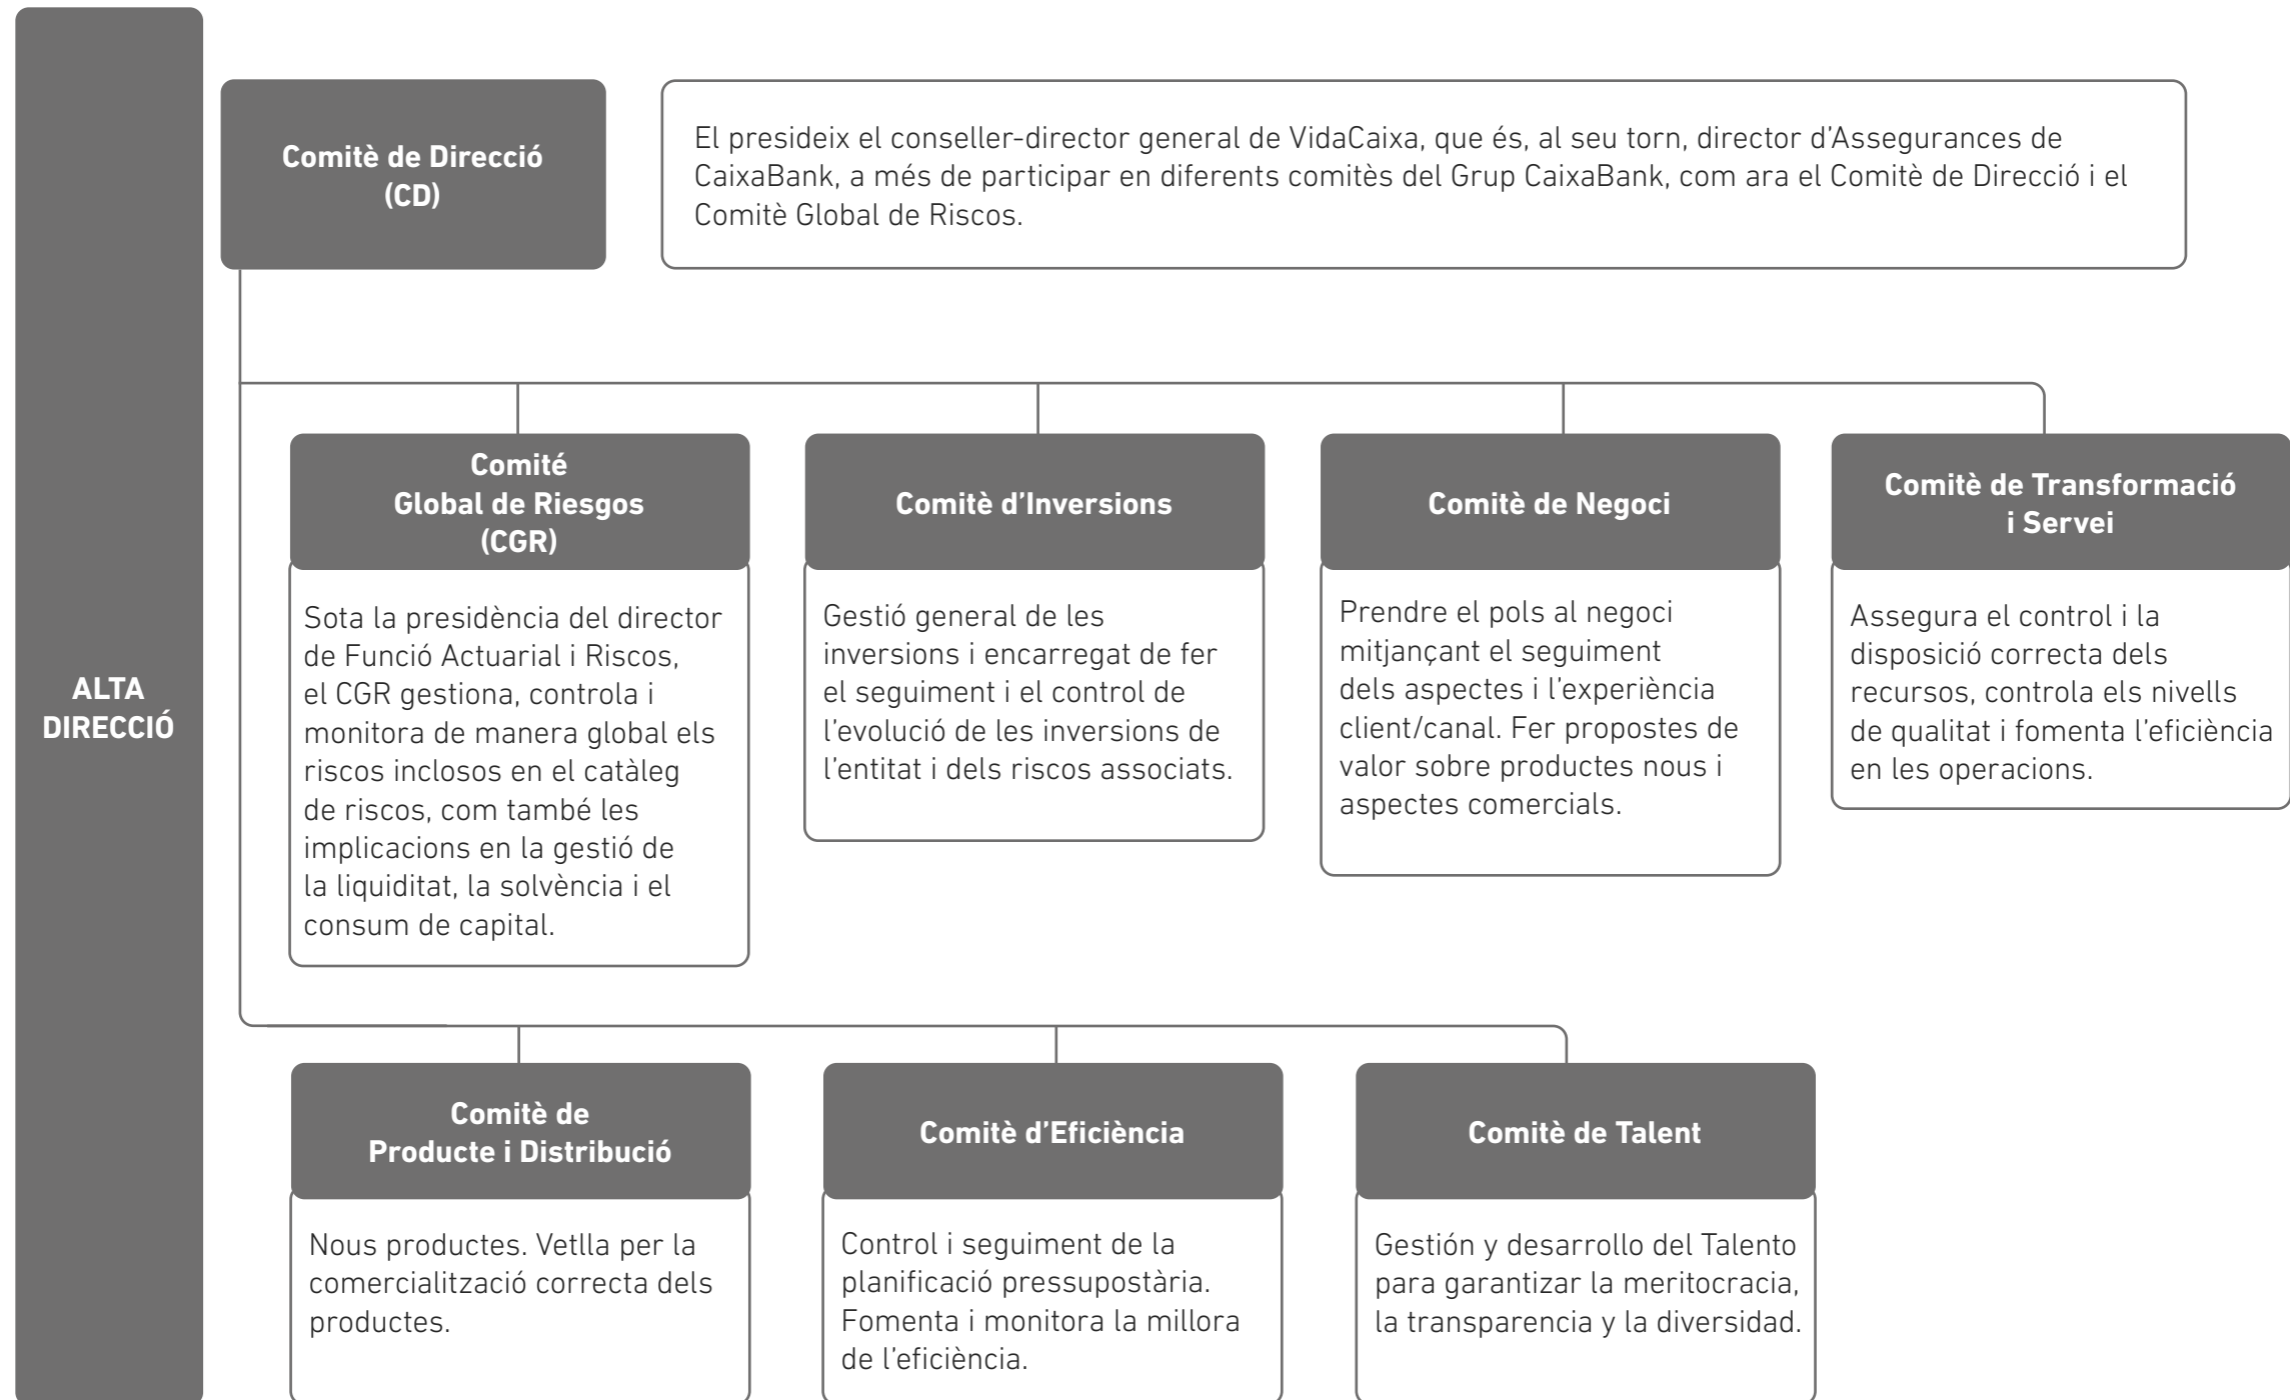 ALTA
DIRECCIÓ
Comitè de Direcció
(CD)
El presideix el conseller-director general de VidaCaixa, que és, al seu torn, director d’Assegurances de
CaixaBank, a més de participar en diferents comitès del Grup CaixaBank, com ara el Comitè de Direcció i el
Comitè Global de Riscos.
Comité
Global de Riesgos
(CGR)
Sota la presidència del director
de Funció Actuarial i Riscos,
el CGR gestiona, controla i
monitora de manera global els
riscos inclosos en el catàleg
de riscos, com també les
implicacions en la gestió de
la liquiditat, la solvència i el
consum de capital.
Comitè d’Inversions
Gestió general de les
inversions i encarregat de fer
el seguiment i el control de
l’evolució de les inversions de
l’entitat i dels riscos associats.
Comitè de Negoci
Prendre el pols al negoci
mitjançant el seguiment
dels aspectes i l’experiència
client/canal. Fer propostes de
valor sobre productes nous i
aspectes comercials.
Comitè de Transformació
i Servei
Assegura el control i la
disposició correcta dels
recursos, controla els nivells
de qualitat i fomenta l’eficiència
en les operacions.
Comitè de
Producte i Distribució
Nous productes. Vetlla per la
comercialització correcta dels
productes.
Comitè d’Eficiència
Control i seguiment de la
planificació pressupostària.
Fomenta i monitora la millora
de l’eficiència.
Comitè de Talent
Gestión y desarrollo del Talento
para garantizar la meritocracia,
la transparencia y la diversidad.